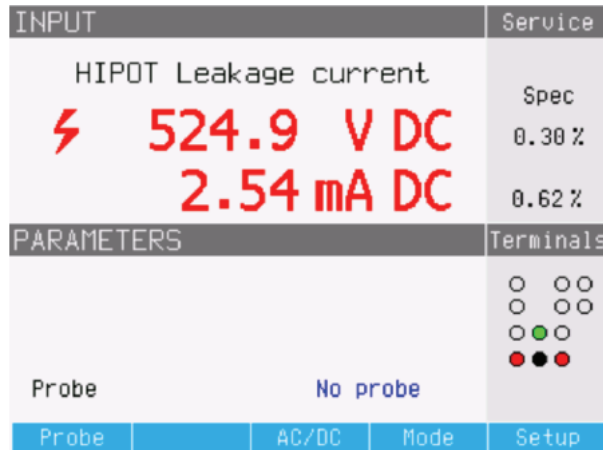 INPUT
Service
HIPOT Leakage current
524.9 V DC
2.54 mA DC
Spec
0.30%
0.62%
PARAMETERS
Terminals
Probe
No probe
Probe
AC/DC
Mode
Setup